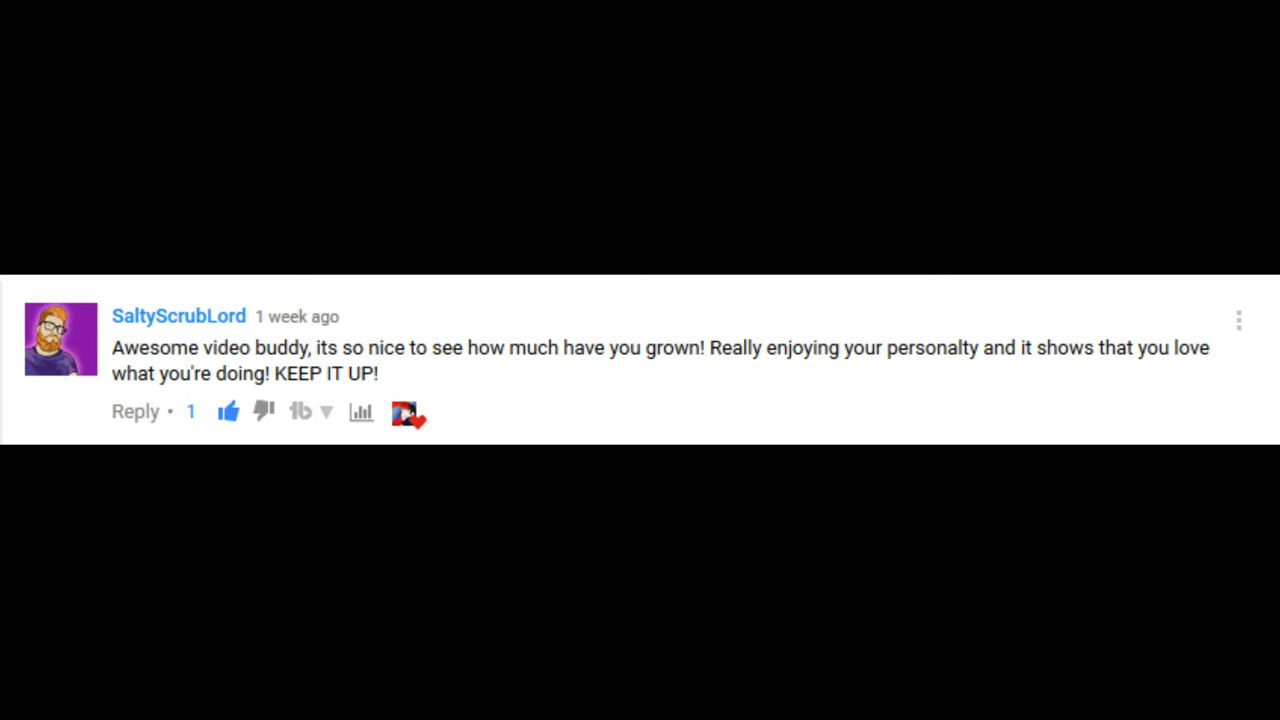 SaltyScrubLord 1 week ago
Awesome video buddy, its so nice to see how much have you grown! Really enjoying your personalty and it shows that you love
what you're doing! KEEP IT UP!
Reply • 1